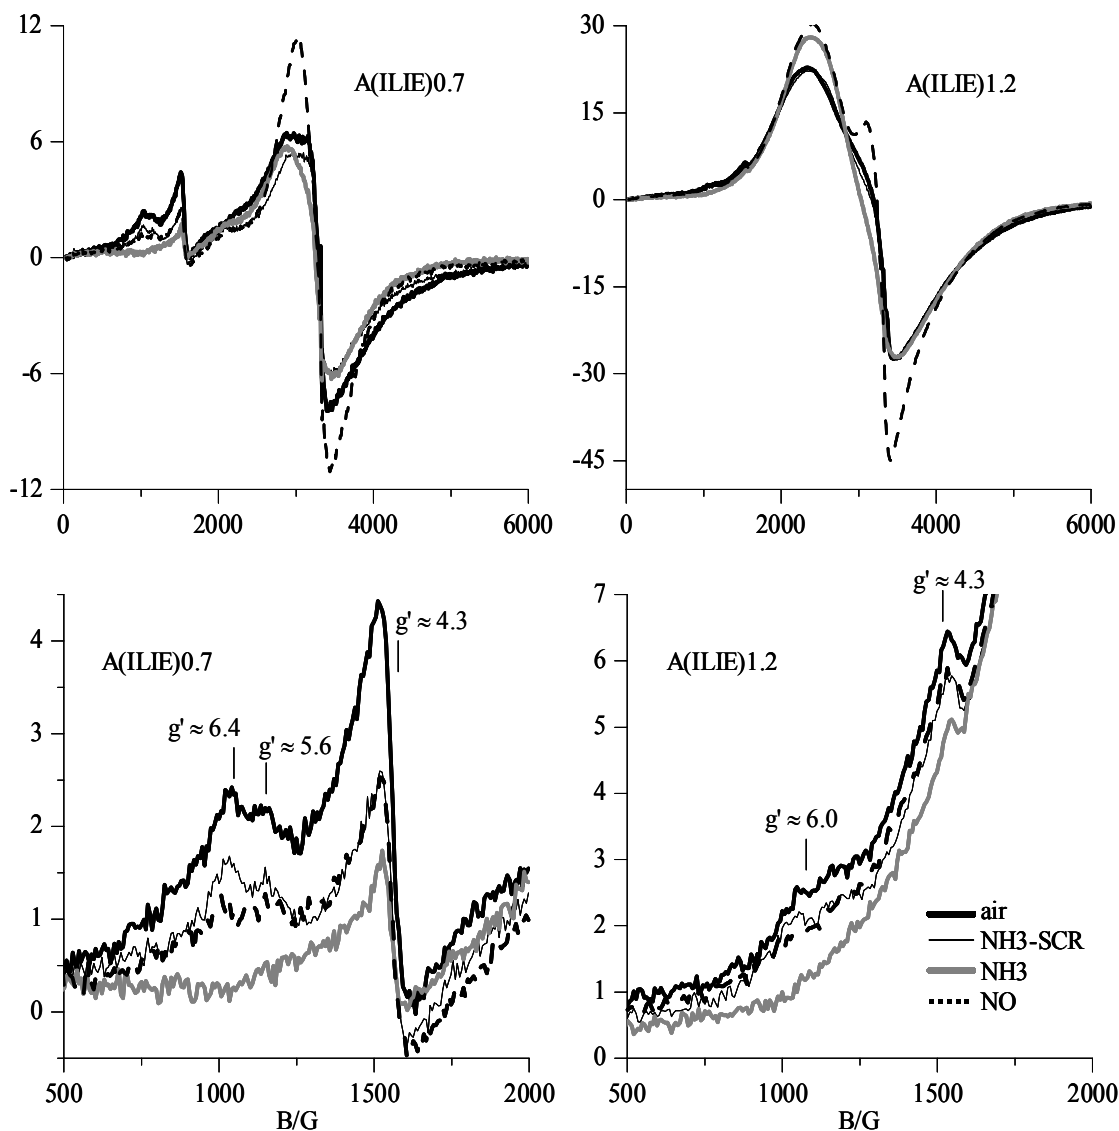 12
6
0
-6
-12
A(ILIE)0.7
0
2000
4000
6000
30
15
0
-15
-30
-45
A(ILIE)1.2
0
2000
4000
6000
4
3
2
1
0
A(ILIE)0.7
g' ≈ 6.4
g' ≈ 5.6
g' ≈ 4.3
500
1000
1500
2000
B/G
7
6
5
4
3
2
1
0
A(ILIE)1.2
g' ≈ 4.3
g' ≈ 6.0
air
NH3-SCR
NH3
NO
500
1000
1500
2000
B/G